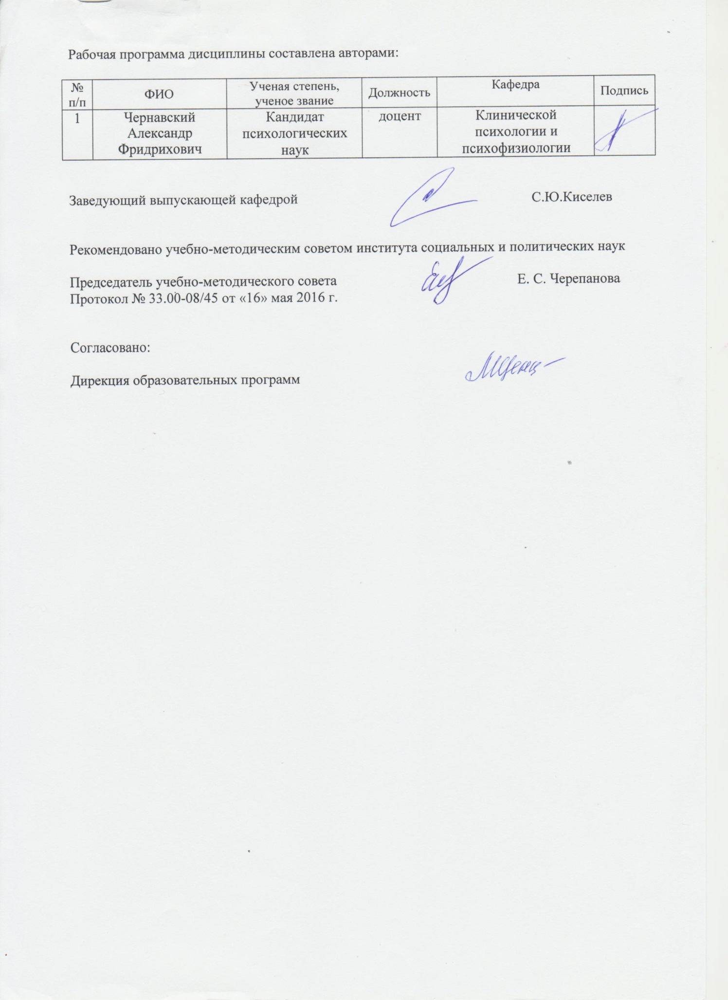 Рабочая программа дисциплины составлена авторами:
№ п/п ФИО Ученая степень, ученое звание Должность Кафедра Подпись
1 Чернавский Александр Фридрихович Кандидат психологических наук доцент Клинической психологии и психофизиологии
Заведующий выпускающей кафедрой С.Ю.Киселев
Рекомендовано учебно-методическим советом института социальных и политических наук
Председатель учебно-методического совета Е. С. Черепанова
Протокол № 33.00-08/45 от «16» мая 2016 г.
Согласовано:
Дирекция образовательных программ